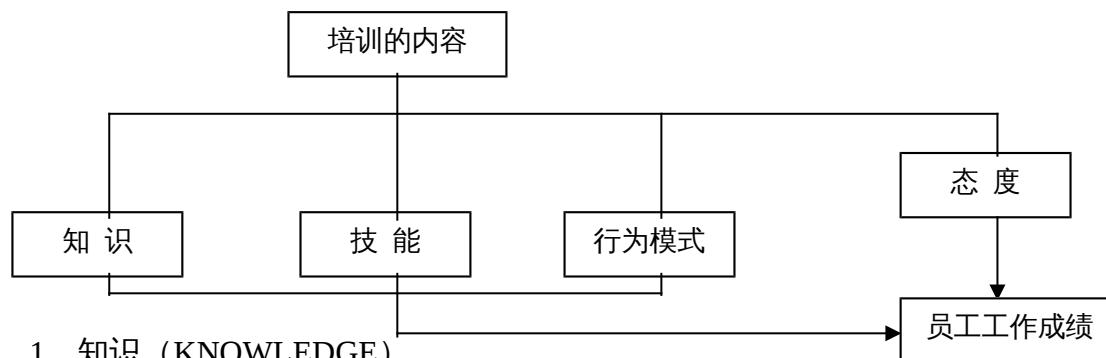 培训的内容
态 度
知 识
技 能
行为模式
员工工作成绩
1、知识（KNOWLEDGE）